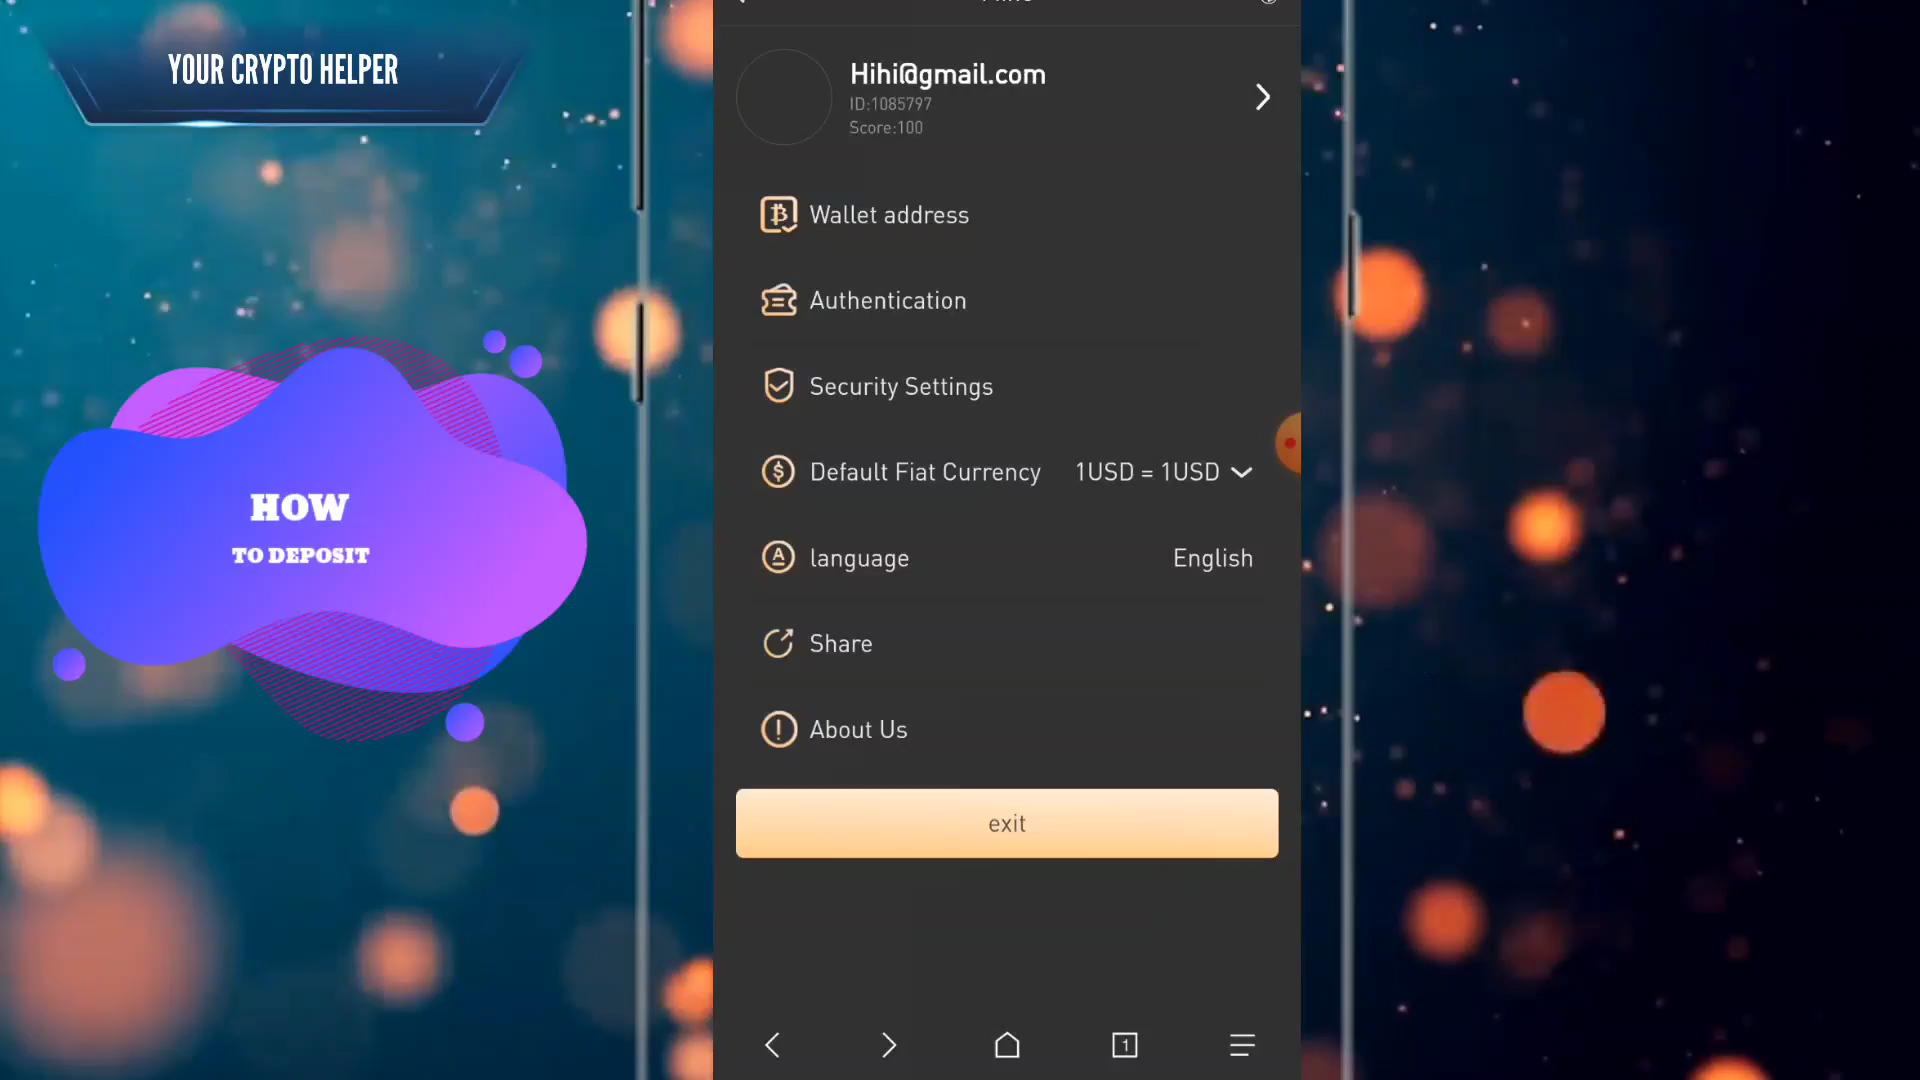 YOUR CRYPTO HELPER
HOW
TO DEPOSIT
Hihi@gmail.com
ID:1085797
Score:100
Wallet address
Authentication
Security Settings
Default Fiat Currency 1USD = 1USD
language English
Share
About Us
exit
1